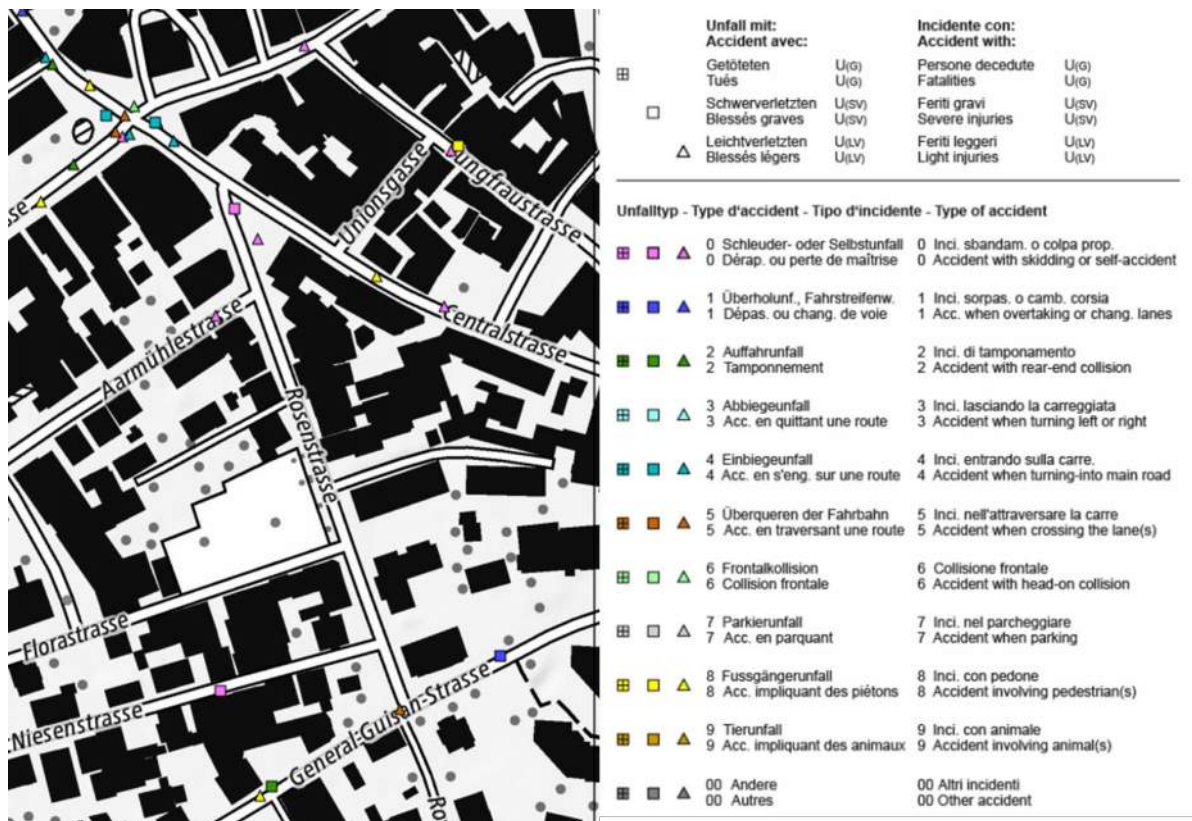 Jungfraustrasse
Unionsgasse
sse
Centralstrasse
Aarmühlestrasse
Rosenstrasse
Florastrasse
Niesenstrasse
General-Guisan-Strasse
Ro
Unfall mit: Incidente con:
Accident avec: Accident with:
Getöteten U(G) Persone decedute U(G)
Tués U(G) Fatalities U(G)
Schwerverletzten U(SV) Feriti gravi U(SV)
Blessés graves U(SV) Severe injuries U(SV)
Leichtverletzten U(LV) Feriti leggeri U(LV)
Blessés légers U(LV) Light injuries U(LV)
Unfalltyp - Type d'accident - Tipo d'incidente - Type of accident
0 Schleuder- oder Selbstunfall 0 Inci. sbandam. o colpa prop.
0 Dérap. ou perte de maîtrise 0 Accident with skidding or self-accident
1 Überholunf., Fahrstreifenw. 1 Inci. sorpas. o camb. corsia
1 Dépas. ou chang. de voie 1 Acc. when overtaking or chang. lanes
2 Auffahrunfall 2 Inci. di tamponamento
2 Tamponnement 2 Accident with rear-end collision
3 Abbiegeunfall 3 Inci. lasciando la carreggiata
3 Acc. en quittant une route 3 Accident when turning left or right
4 Einbiegeunfall 4 Inci. entrando sulla carre.
4 Acc. en s'eng. sur une route 4 Accident when turning-into main road
5 Überqueren der Fahrbahn 5 Inci. nell'attraversare la carre
5 Acc. en traversant une route 5 Accident when crossing the lane(s)
6 Frontalkollision 6 Collisione frontale
6 Collision frontale 6 Accident with head-on collision
7 Parkierunfall 7 Inci. nel parcheggiare
7 Acc. en parquant 7 Accident when parking
8 Fussgängerunfall 8 Inci. con pedone
8 Acc. impliquant des piétons 8 Accident involving pedestrian(s)
9 Tierunfall 9 Inci. con animale
9 Acc. impliquant des animaux 9 Accident involving animal(s)
00 Andere 00 Altri incidenti
00 Autres 00 Other accident